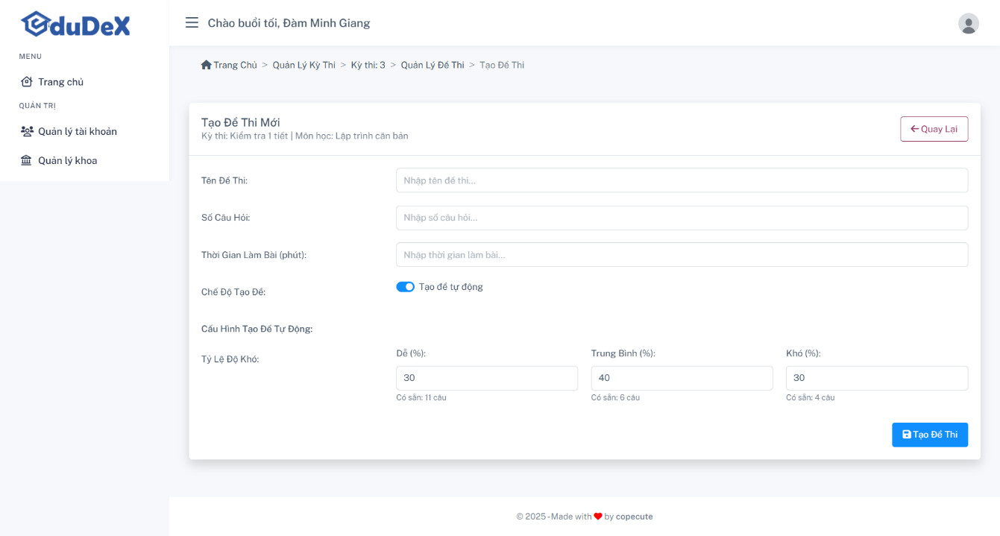 EduDeX
Chào buổi tối, Đàm Minh Giang
MENU
Trang chủ
QUẢN TRỊ
Quản lý tài khoản
Quản lý khoa
Trang Chủ > Quản Lý Kỳ Thi > Kỳ thi: 3 > Quản Lý Đề Thi > Tạo Đề Thi
Tạo Đề Thi Mới
Kỳ thi: Kiểm tra 1 tiết | Môn học: Lập trình căn bản
Quay Lại
Tên Đề Thi:
Nhập tên đề thi...
Số Câu Hỏi:
Nhập số câu hỏi...
Thời Gian Làm Bài (phút):
Nhập thời gian làm bài...
Chế Độ Tạo Đề:
Tạo đề tự động
Cấu Hình Tạo Đề Tự Động:
Tỷ Lệ Độ Khó:
Dễ (%): Trung Bình (%): Khó (%):
30 40 30
Có sẵn: 11 câu Có sẵn: 6 câu Có sẵn: 4 câu
Tạo Đề Thi
© 2025 - Made with ❤ by copecute